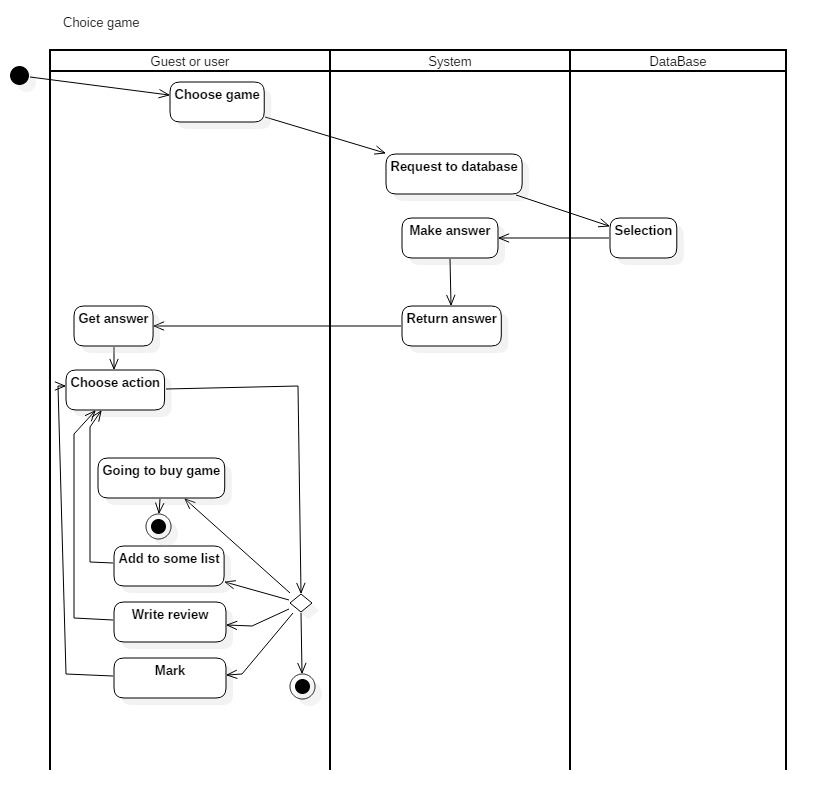 Choice game
Guest or user
System
DataBase
Choose game
Request to database
Make answer
Selection
Get answer
Return answer
Choose action
Going to buy game
Add to some list
Write review
Mark